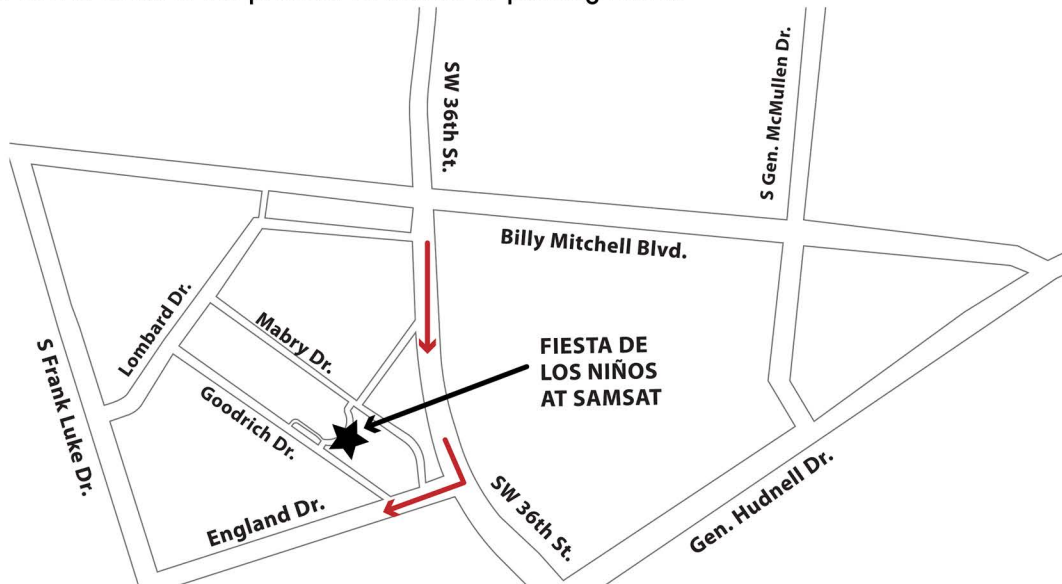 SW 36th St.
S Gen. McMullen Dr.
Billy Mitchell Blvd.
Lombard Dr.
Mabry Dr.
S Frank Luke Dr.
FIESTA DE
LOS NIÑOS
AT SAMSAT
Goodrich Dr.
England Dr.
SW 36th St.
Gen. Hudnell Dr.